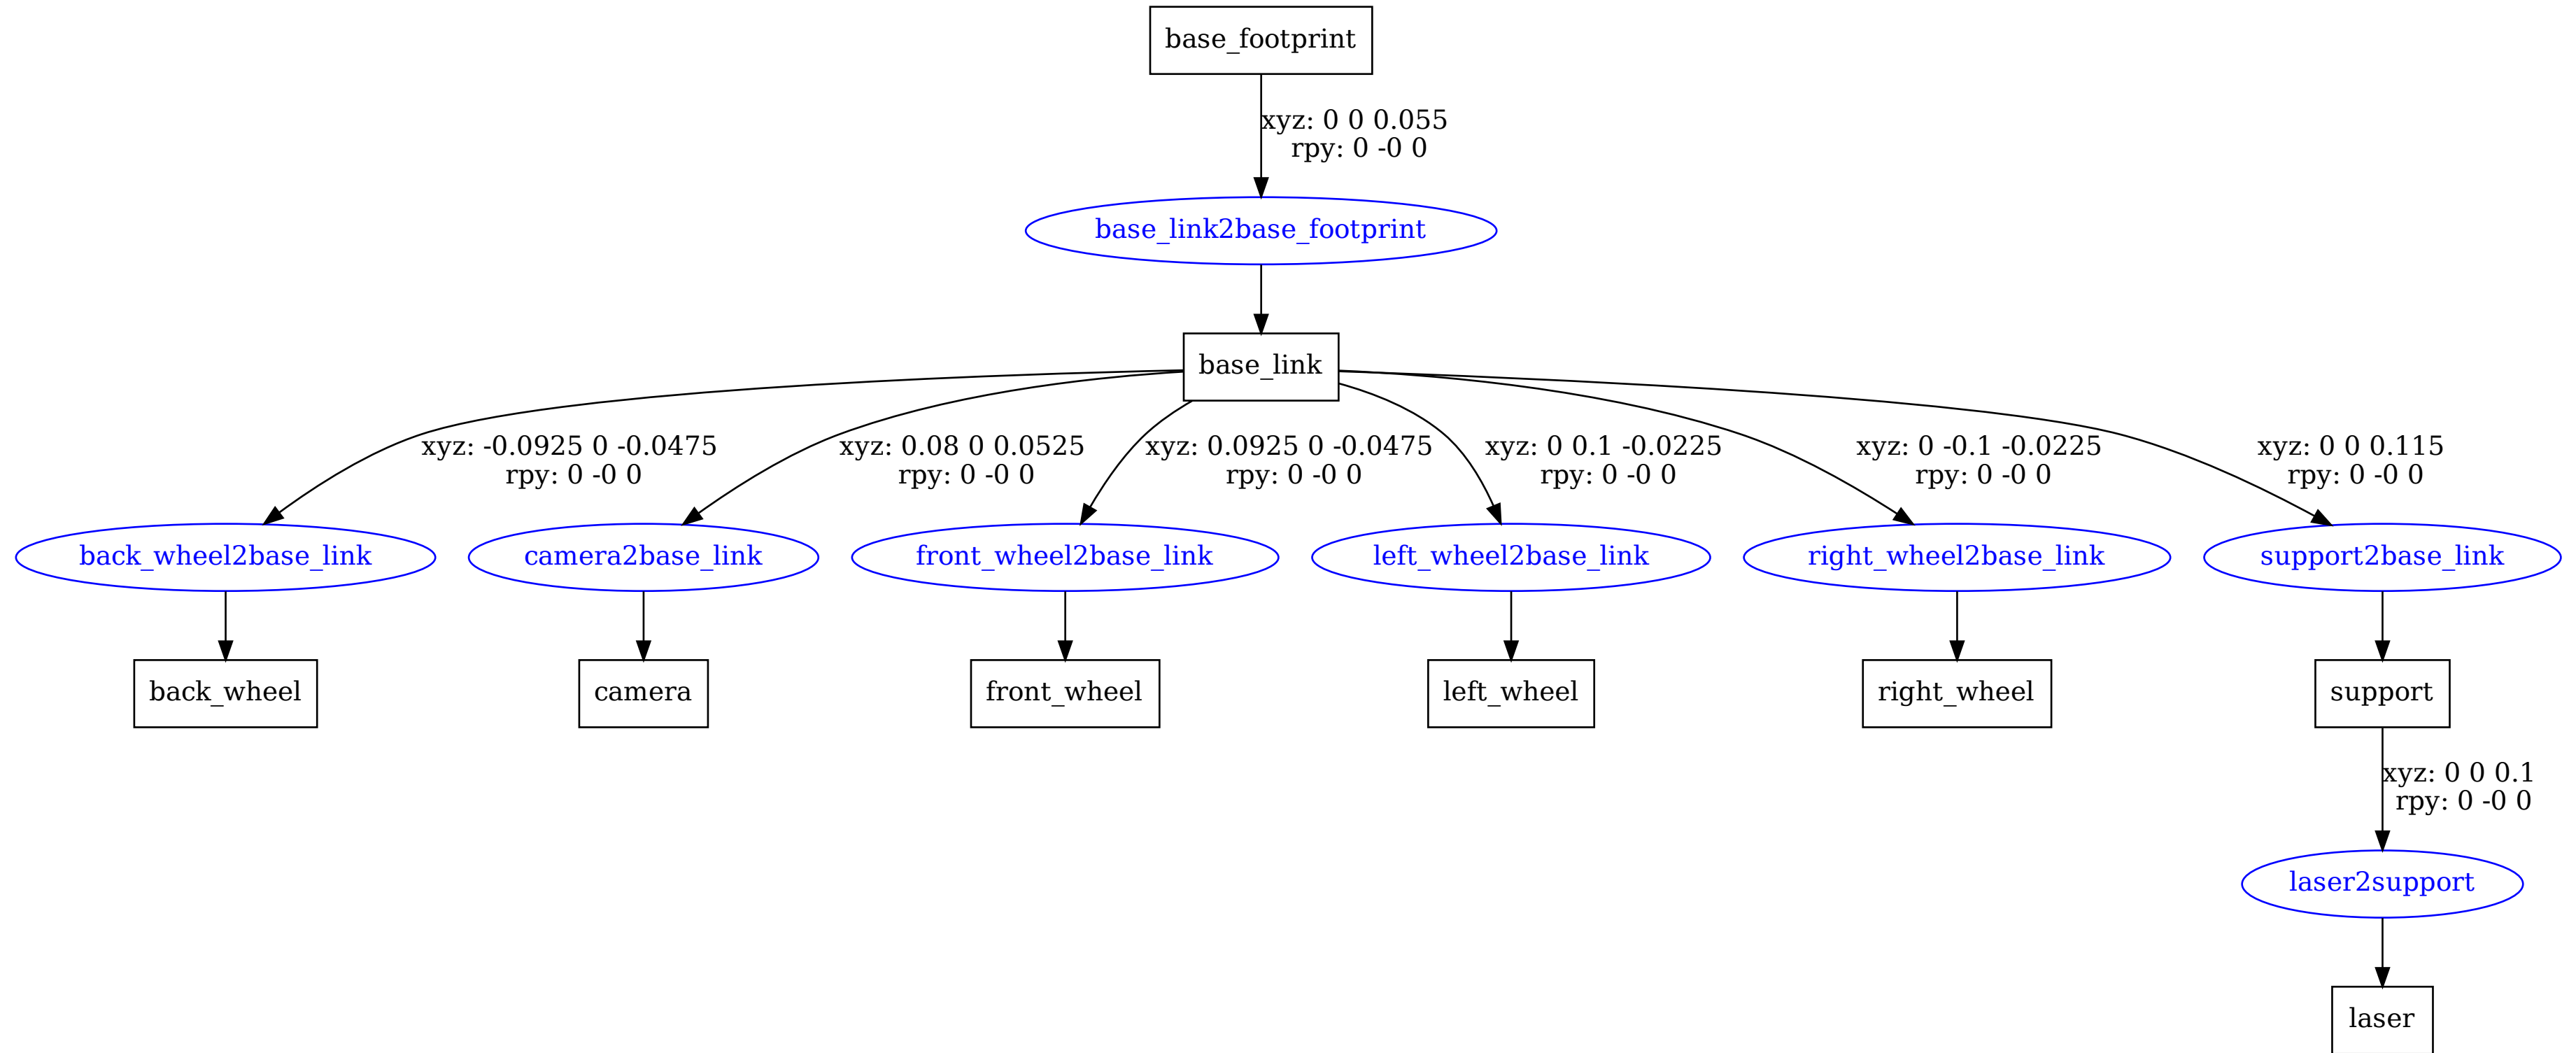 base_footprint
xyz: 0 0 0.055
rpy: 0 -0 0
base_link2base_footprint
base_link
xyz: -0.0925 0 -0.0475
rpy: 0 -0 0
xyz: 0.08 0 0.0525
rpy: 0 -0 0
xyz: 0.0925 0 -0.0475
rpy: 0 -0 0
xyz: 0 0.1 -0.0225
rpy: 0 -0 0
xyz: 0 -0.1 -0.0225
rpy: 0 -0 0
xyz: 0 0 0.115
rpy: 0 -0 0
back_wheel2base_link
camera2base_link
front_wheel2base_link
left_wheel2base_link
right_wheel2base_link
support2base_link
back_wheel
camera
front_wheel
left_wheel
right_wheel
support
xyz: 0 0 0.1
rpy: 0 -0 0
laser2support
laser